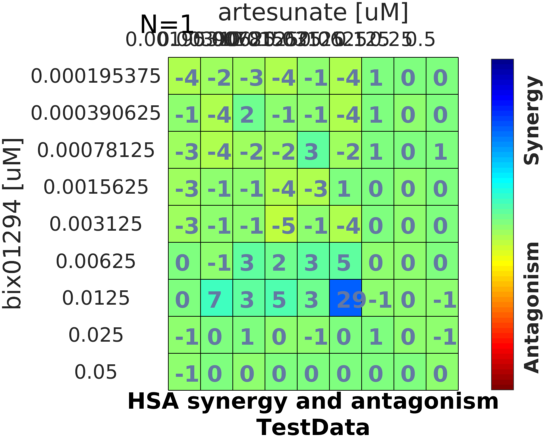 artesunate [uM]
N=1
0.25 0.5
0.000195375 -4 -2 -3 -4 -1 -4 1 0 0
0.000390625 -1 -4 2 -1 -1 -4 1 0 0
0.00078125 -3 -4 -2 -2 3 -2 1 0 1
0.0015625 -3 -1 -1 -4 -3 1 0 0 0
0.003125 -3 -1 -1 -5 -1 -4 0 0 0
0.00625 0 -1 3 2 3 5 0 0 0
0.0125 0 7 3 5 3 29 -1 0 -1
0.025 -1 0 1 0 -1 0 1 0 -1
0.05 -1 0 0 0 0 0 0 0 0
bix01294 [uM]
Synergy
Antagonism
HSA synergy and antagonism
TestData